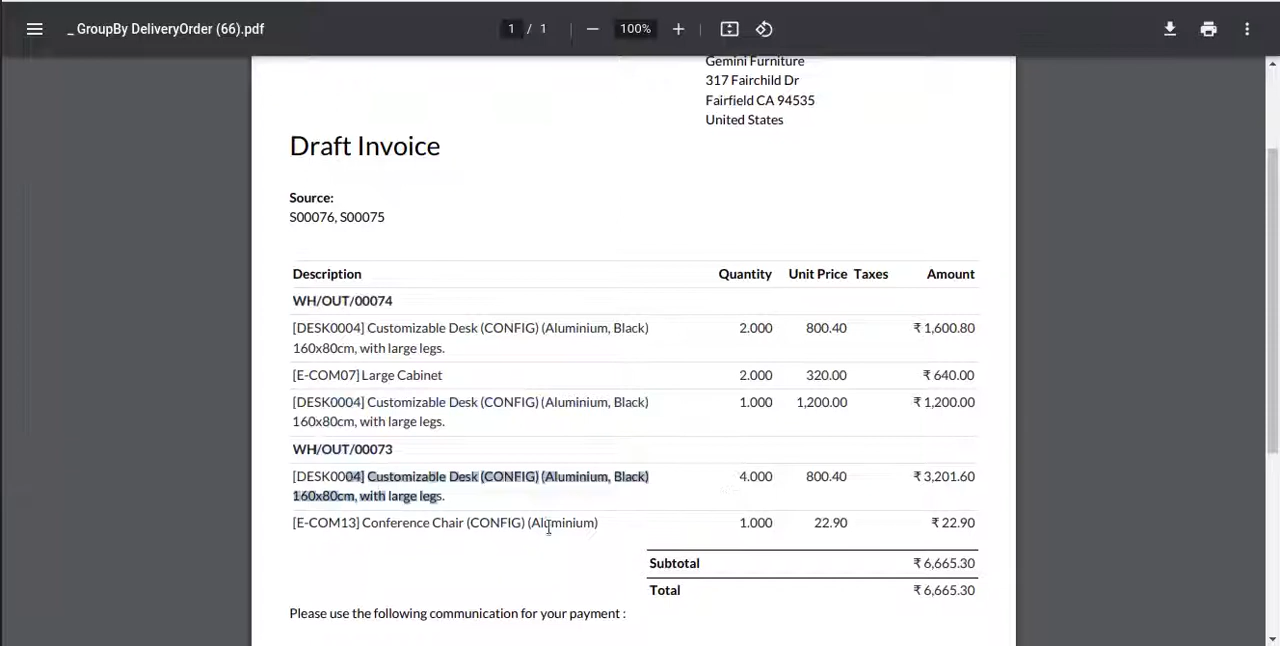 _ GroupBy DeliveryOrder (66).pdf
1 / 1
100%
Gemini Furniture
317 Fairchild Dr
Fairfield CA 94535
United States
Draft Invoice
Source:
S00076, S00075
Description Quantity Unit Price Taxes Amount
WH/OUT/00074
[DESK0004] Customizable Desk (CONFIG) (Aluminium, Black) 2.000 800.40 ₹ 1,600.80
160x80cm, with large legs.
[E-COM07] Large Cabinet 2.000 320.00 ₹ 640.00
[DESK0004] Customizable Desk (CONFIG) (Aluminium, Black) 1.000 1,200.00 ₹ 1,200.00
160x80cm, with large legs.
WH/OUT/00073
[DESK0004] Customizable Desk (CONFIG) (Aluminium, Black) 4.000 800.40 ₹ 3,201.60
160x80cm, with large legs.
[E-COM13] Conference Chair (CONFIG) (Aluminium) 1.000 22.90 ₹ 22.90
Subtotal ₹ 6,665.30
Total ₹ 6,665.30
Please use the following communication for your payment :